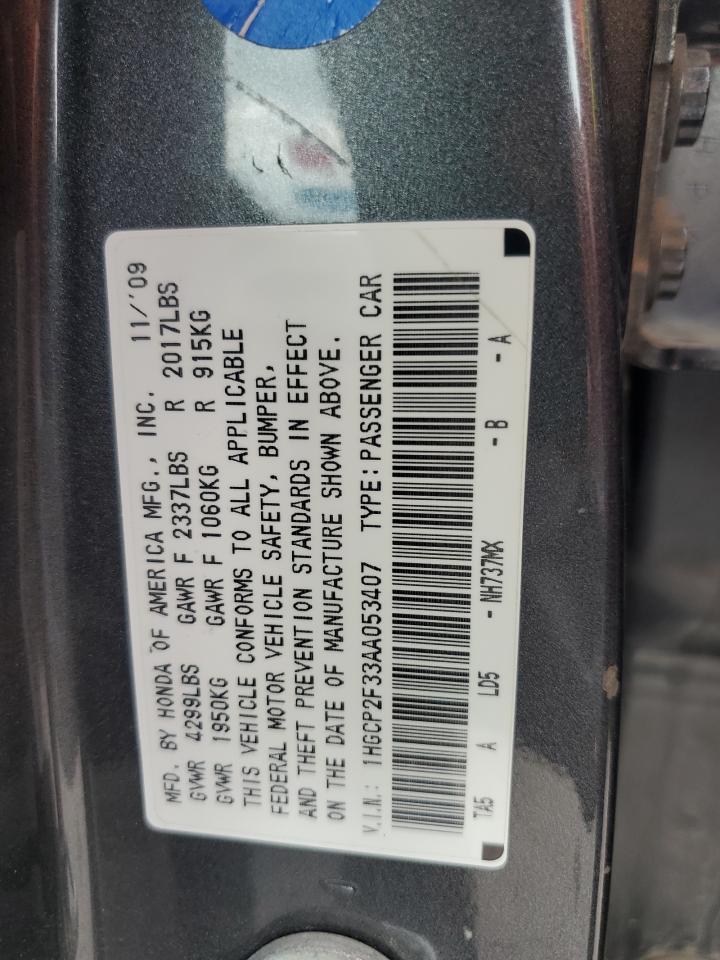 MFD. BY HONDA OF AMERICA MFG., INC. 11/'09
GVWR 4299LBS GAWR F 2337LBS R 2017LBS
GVWR 1950KG GAWR F 1060KG R 915KG
THIS VEHICLE CONFORMS TO ALL APPLICABLE
FEDERAL MOTOR VEHICLE SAFETY, BUMPER,
AND THEFT PREVENTION STANDARDS IN EFFECT
ON THE DATE OF MANUFACTURE SHOWN ABOVE.
V.I.N.: 1HGCP2F33AA053407 TYPE: PASSENGER CAR
TA5 A LD5 - NH737MX - B - A